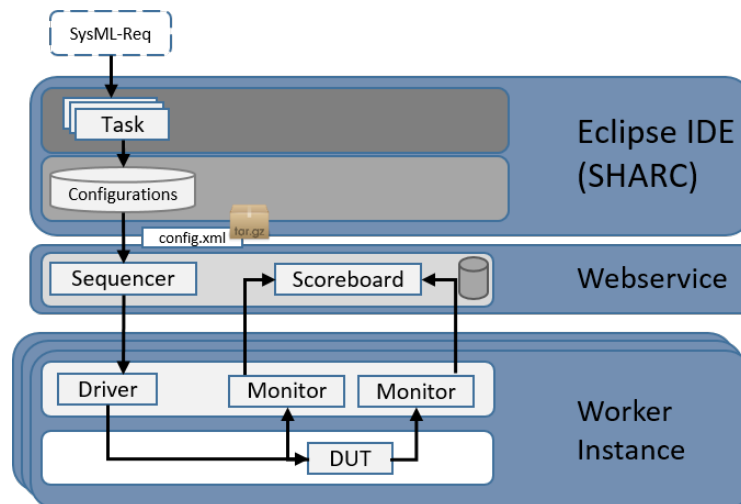 SysML-Req
Task
Eclipse IDE
(SHARC)
Configurations
config.xml
tar.gz
Sequencer
Scoreboard
Webservice
Driver
Monitor
Monitor
Worker
Instance
DUT